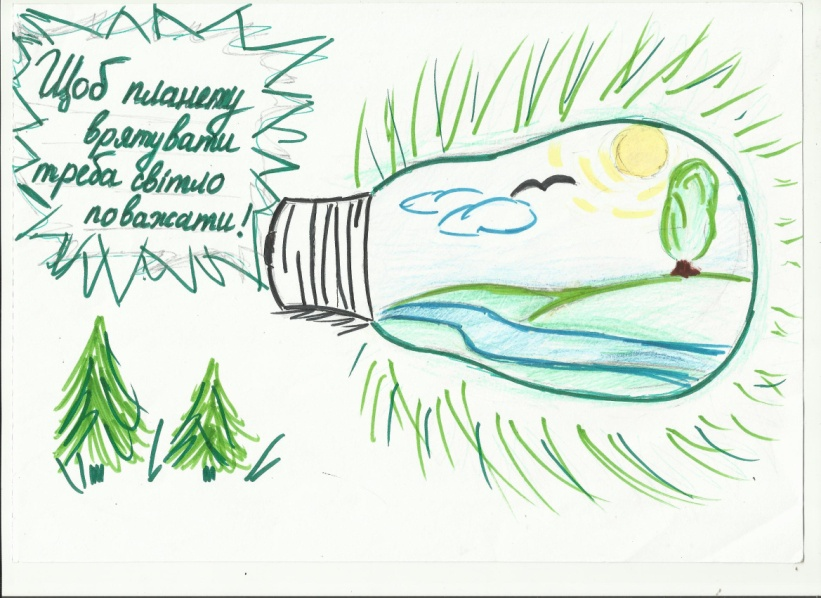 Щоб планету
врятувати
треба світло
поважати!